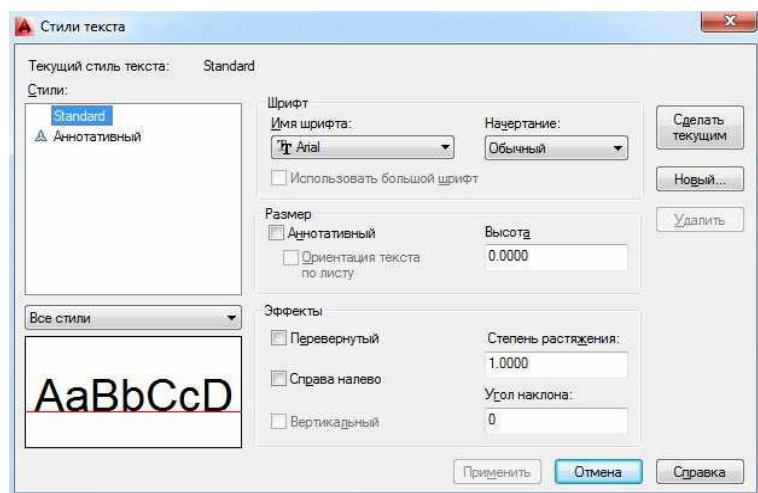 Стили текста
Текущий стиль текста: Standard
Стили:
Standard
Аннотативный
Все стили
AaBbCcD
Шрифт
Имя шрифта:
Arial
Начертание:
Обычный
Использовать большой шрифт
Размер
Аннотативный
Ориентация текста
по листу
Высота
0.0000
Эффекты
Перевернутый
Справа налево
Вертикальный
Степень растяжения:
1.0000
Угол наклона:
0
Сделать
текущим
Новый...
Удалить
Применить
Отмена
Справка